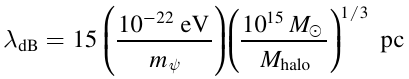 λ_dB = 15 (10^{-22} eV / m_ψ) (10^{15} M_⊙ / M_halo)^{1/3} pc